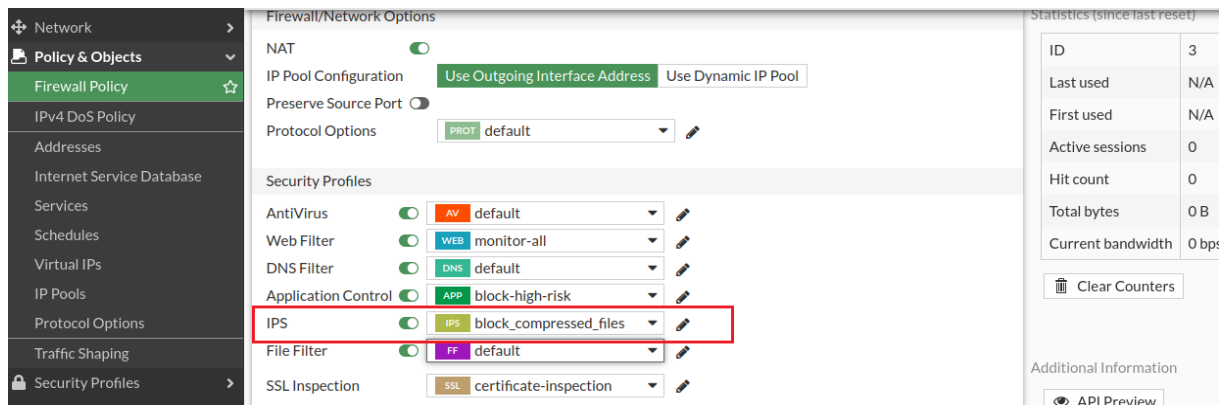 Network
Policy & Objects
Firewall Policy
IPv4 DoS Policy
Addresses
Internet Service Database
Services
Schedules
Virtual IPs
IP Pools
Protocol Options
Traffic Shaping
Security Profiles
Firewall/Network Options
NAT
IP Pool Configuration Use Outgoing Interface Address Use Dynamic IP Pool
Preserve Source Port
Protocol Options PROT default
Security Profiles
AntiVirus AV default
Web Filter WEB monitor-all
DNS Filter DNS default
Application Control APP block-high-risk
IPS IPS block_compressed_files
File Filter FF default
SSL Inspection SSL certificate-inspection
Statistics (since last reset)
ID 3
Last used N/A
First used N/A
Active sessions 0
Hit count 0
Total bytes 0 B
Current bandwidth 0 bps
Clear Counters
Additional Information
API Preview